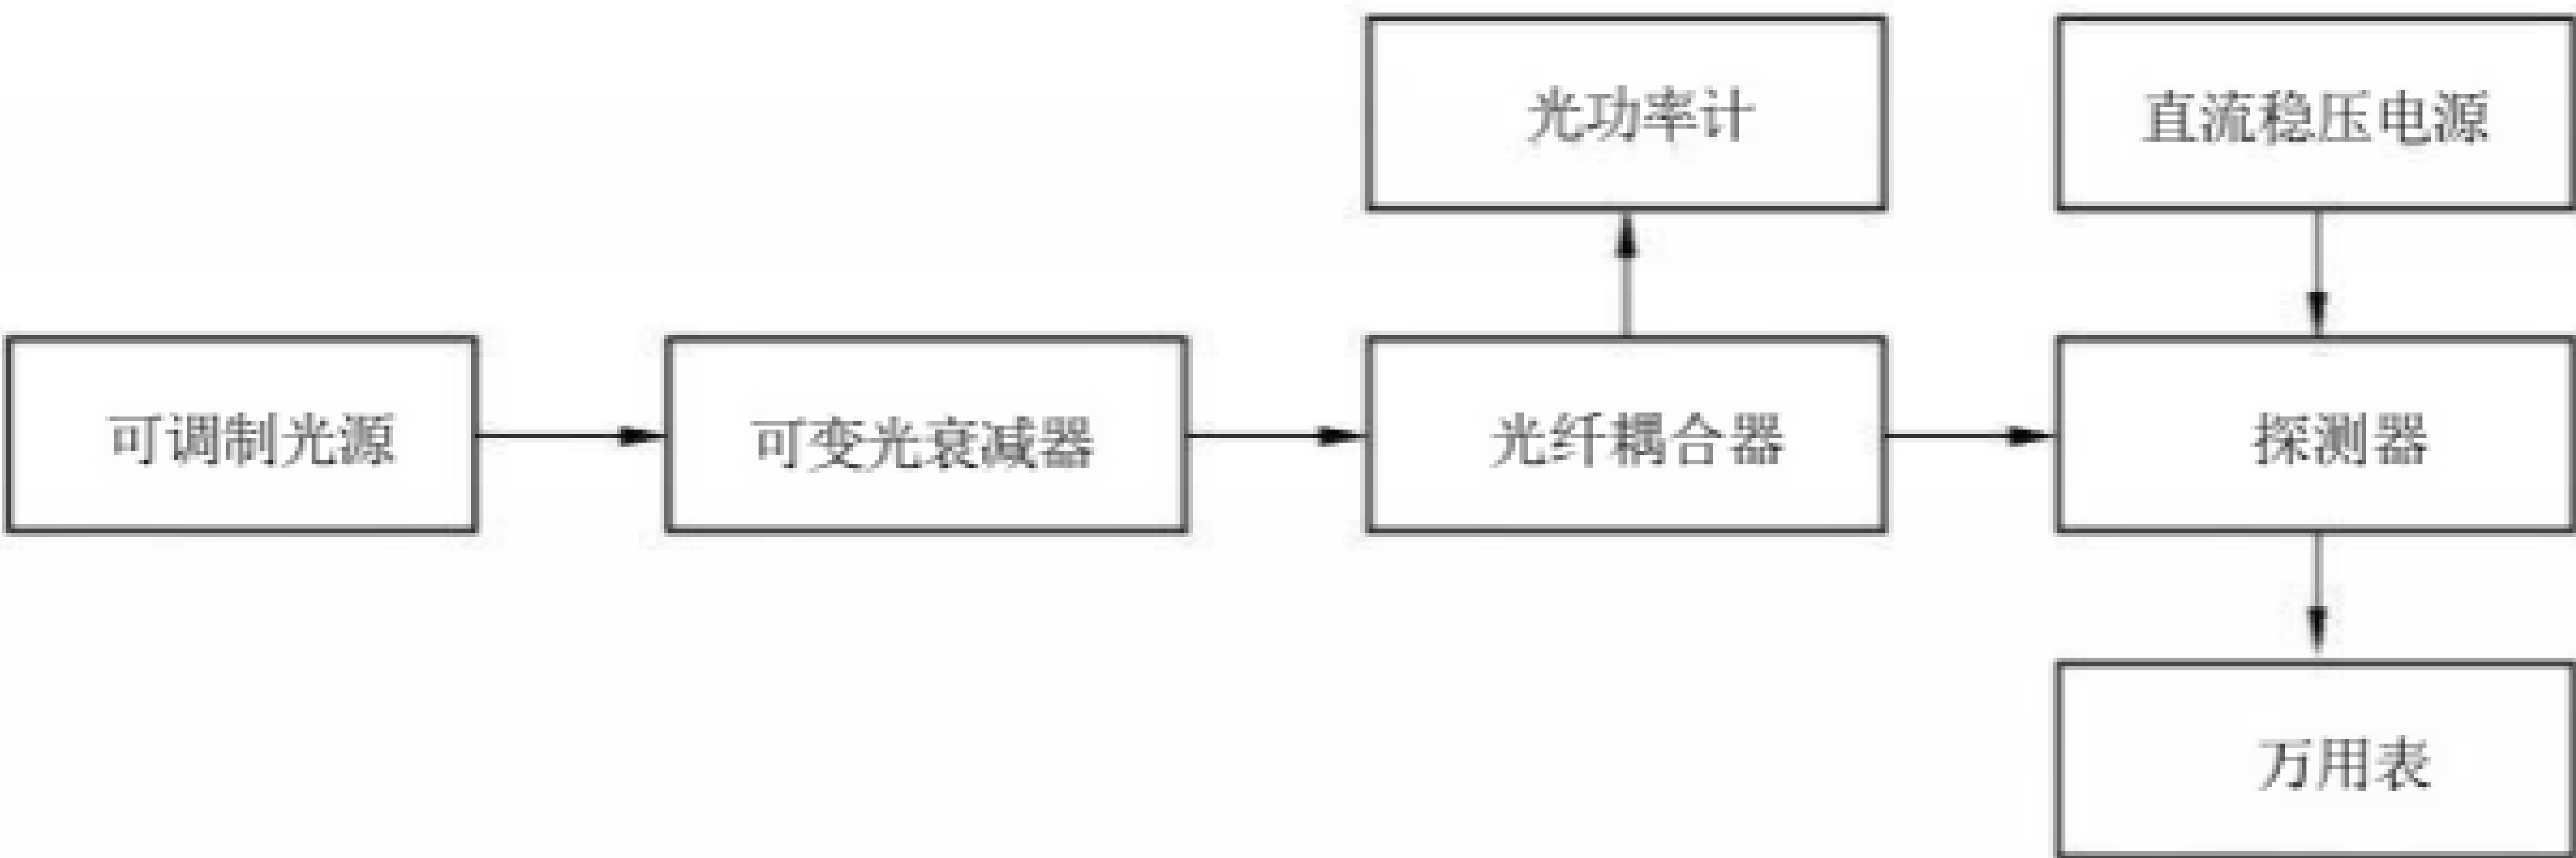 光功率计
直流稳压电源
可调制光源
可变光衰减器
光纤耦合器
探测器
万用表